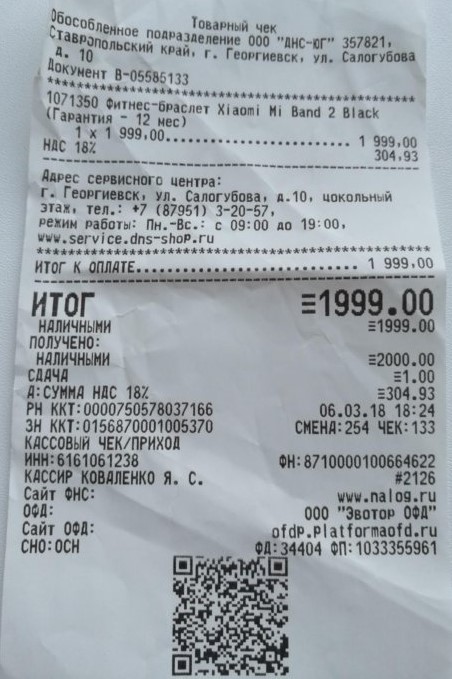 Товарный чек
Обособленное подразделение ООО "ДНС-ЮГ" 357821,
Ставропольский край, г. Георгиевск, ул. Салогубова
д. 10
Документ В-05585133
1071350 Фитнес-браслет Xiaomi Mi Band 2 Black
(Гарантия - 12 мес)
1 x 1 999,00.......................... 1 999,00
НДС 18% 304,93
Адрес сервисного центра:
г. Георгиевск, ул. Салогубова, д.10, цокольный
этаж, тел.: +7 (87951) 3-20-57,
режим работы: Пн.-Вс.: с 09:00 до 19:00,
www.service.dns-shop.ru
ИТОГ К ОПЛАТЕ............................ 1 999,00
ИТОГ ≡1999.00
НАЛИЧНЫМИ ≡1999.00
ПОЛУЧЕНО:
НАЛИЧНЫМИ ≡2000.00
СДАЧА ≡1.00
А:СУММА НДС 18% ≡304.93
РН ККТ:0000750578037166 06.03.18 18:24
ЗН ККТ:0156870001005370 СМЕНА:254 ЧЕК:133
КАССОВЫЙ ЧЕК/ПРИХОД
ИНН:6161061238 ФН:8710000100664622
КАССИР КОВАЛЕНКО Я. С. #2126
Сайт ФНС: www.nalog.ru
ОФД: ООО "Эвотор ОФД"
Сайт ОФД: ofdp.platformaofd.ru
СНО:ОСН ФД:34404 ФП:1033355961